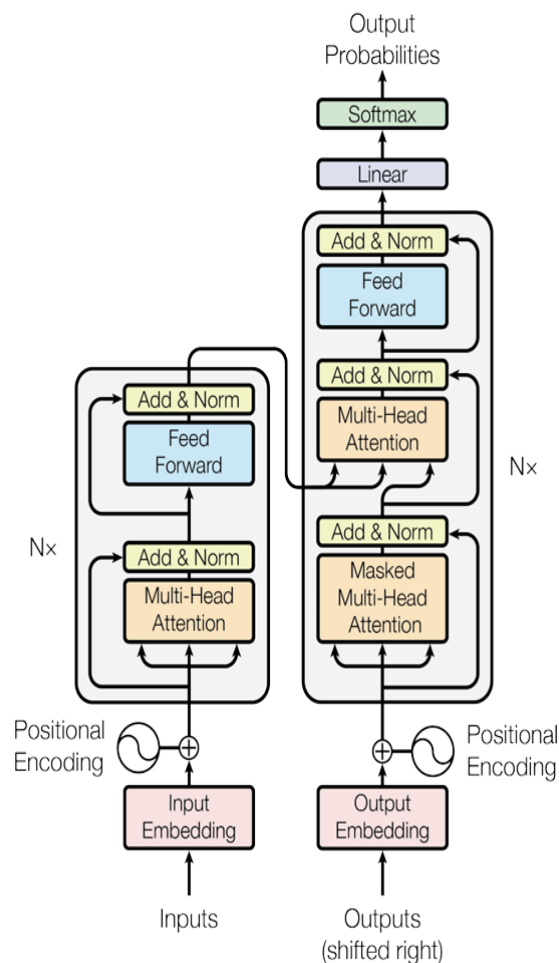 Output
Probabilities
Softmax
Linear
Add & Norm
Feed
Forward
Add & Norm
Multi-Head
Attention
Add & Norm
Masked
Multi-Head
Attention
N×
Add & Norm
Feed
Forward
Add & Norm
Multi-Head
Attention
N×
Positional
Encoding
Positional
Encoding
Input
Embedding
Output
Embedding
Inputs
Outputs
(shifted right)